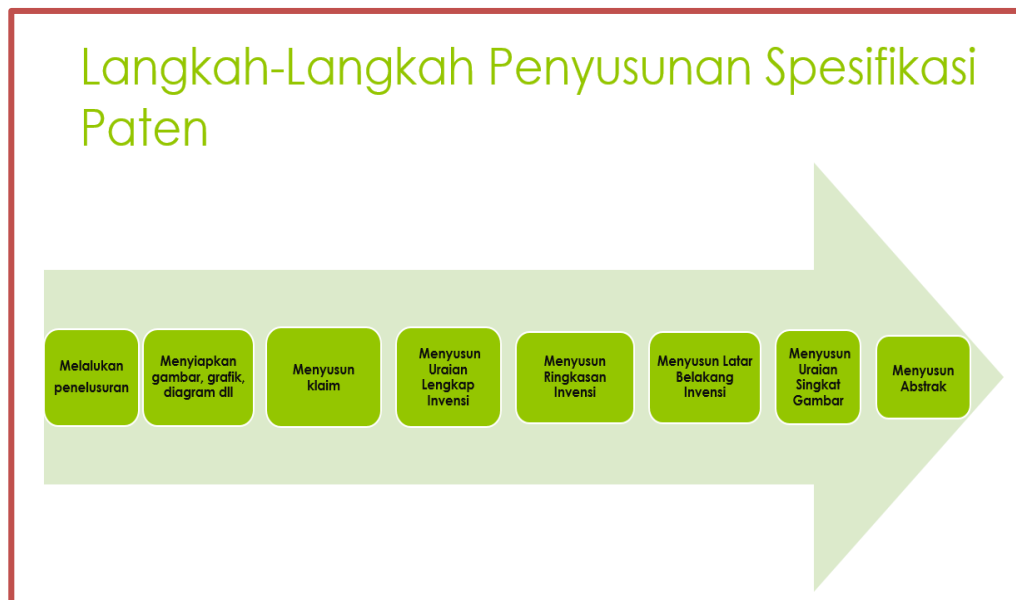 Langkah-Langkah Penyusunan Spesifikasi
Paten
Melalukan
penelusuran
Menyiapkan
gambar, grafik,
diagram dll
Menyusun
klaim
Menyusun
Uraian
Lengkap
Invensi
Menyusun
Ringkasan
Invensi
Menyusun Latar
Belakang
Invensi
Menyusun
Uraian
Singkat
Gambar
Menyusun
Abstrak